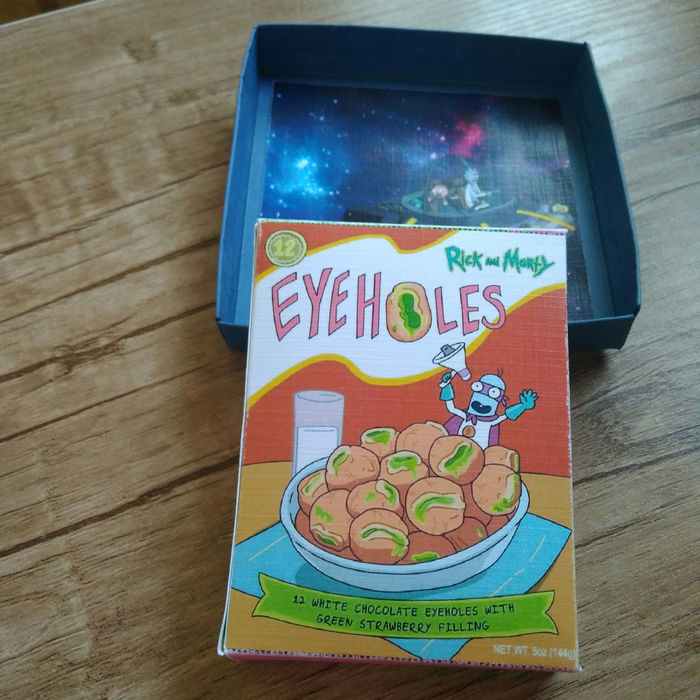 12
Rick and Morty
EYEHOLES
12 WHITE CHOCOLATE EYEHOLES WITH
GREEN STRAWBERRY FILLING
NET WT. 5oz (144g)